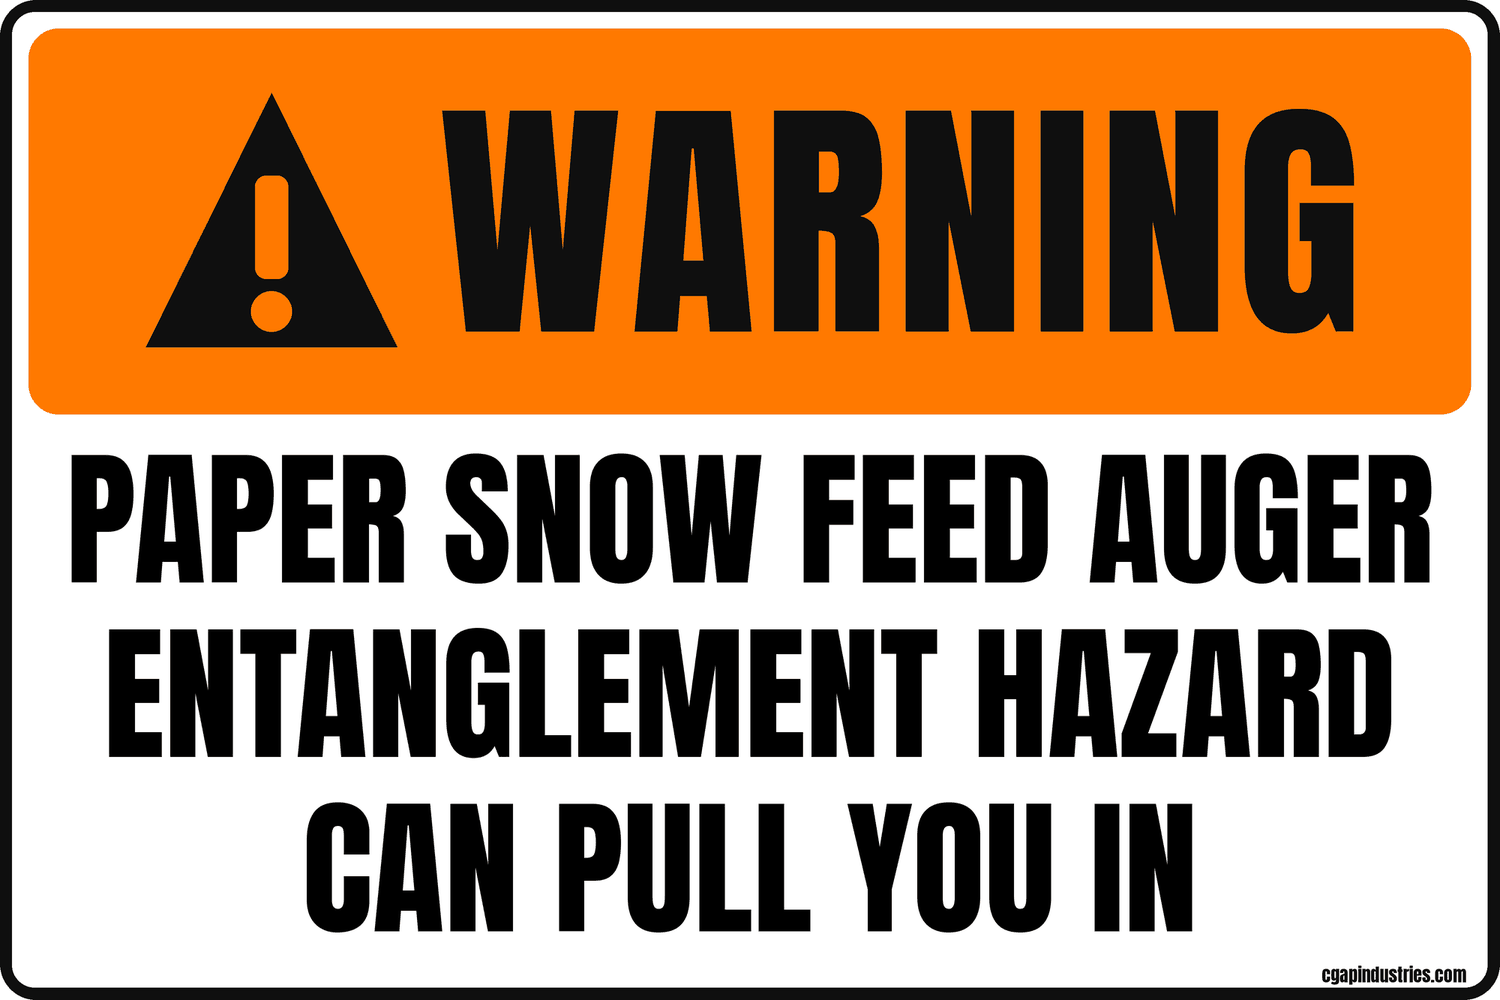 WARNING
PAPER SNOW FEED AUGER
ENTANGLEMENT HAZARD
CAN PULL YOU IN
cgapindustries.com